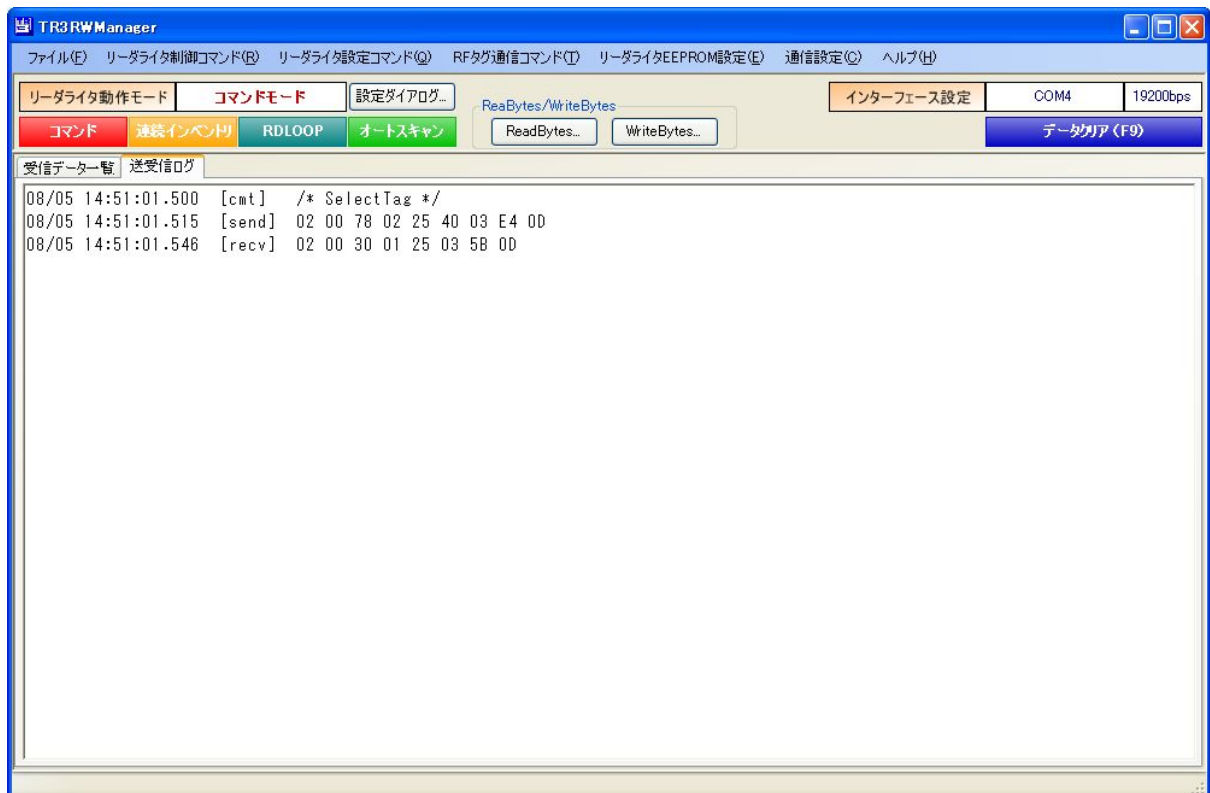 TR3RWManager
ファイル(F) リーダライタ制御コマンド(R) リーダライタ設定コマンド(Q) RFタグ通信コマンド(T) リーダライタEEPROM設定(E) 通信設定(C) ヘルプ(H)
リーダライタ動作モード コマンドモード 設定ダイアログ... ReaBytes/WriteBytes インターフェース設定 COM4 19200bps
コマンド 連続インベントリ RDLOOP オートスキャン ReadBytes... WriteBytes... データクリア(F9)
受信データ一覧 送受信ログ
08/05 14:51:01.500 [cmt] /* SelectTag */
08/05 14:51:01.515 [send] 02 00 78 02 25 40 03 E4 0D
08/05 14:51:01.546 [recv] 02 00 30 01 25 03 5B 0D